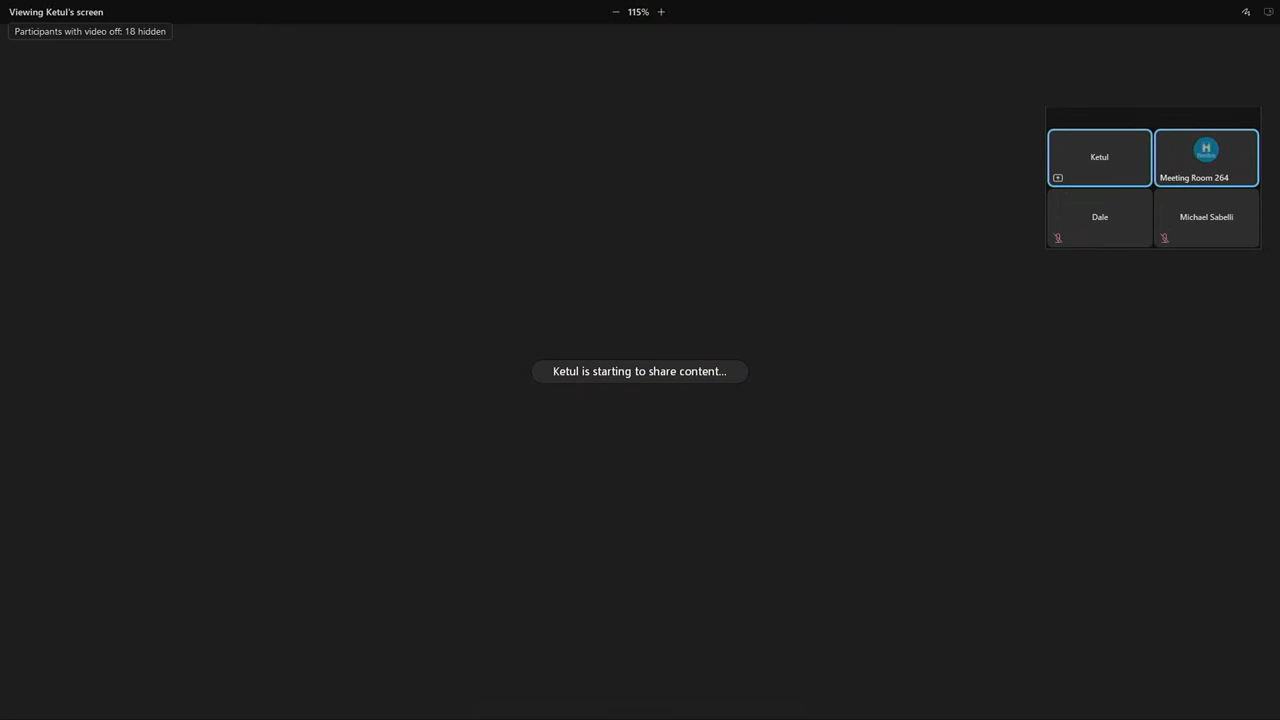 Viewing Ketul's screen
115%
Participants with video off: 18 hidden
Ketul
H
Meeting Room 264
Dale
Michael Sabelli
Ketul is starting to share content...